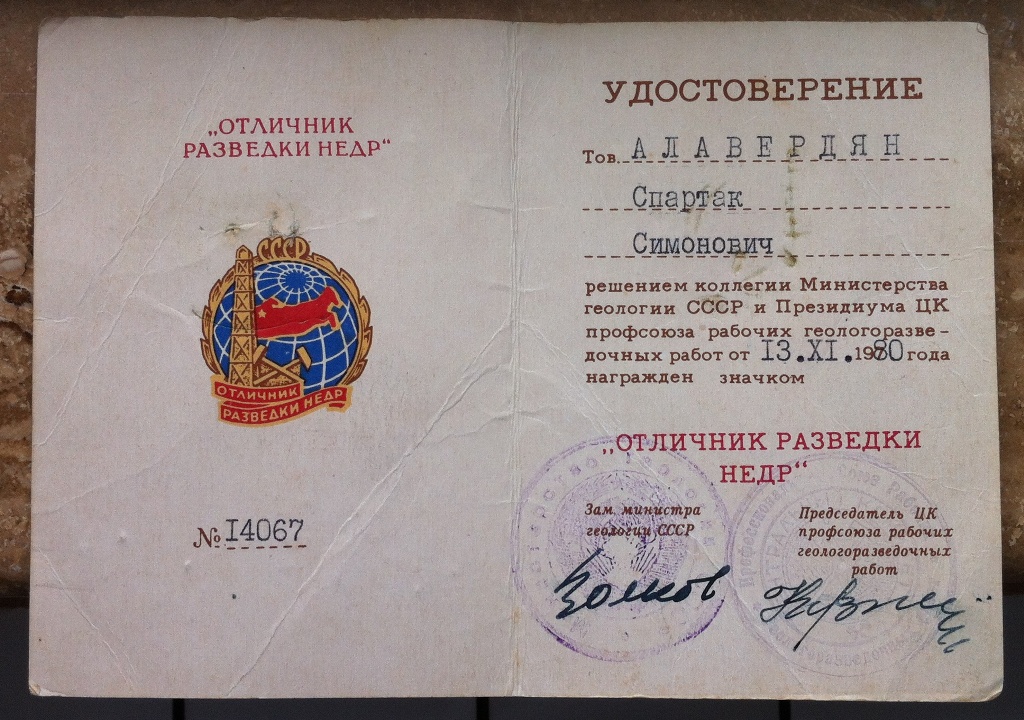 „ОТЛИЧНИК
РАЗВЕДКИ НЕДР“
СССР
ОТЛИЧНИК
РАЗВЕДКИ НЕДР
№ I4067
УДОСТОВЕРЕНИЕ
Тов. АЛАВЕРДЯН
Спартак
Симонович
решением коллегии Министерства
геологии СССР и Президиума ЦК
профсоюза рабочих геологоразве-
дочных работ от I3.XI.1980 года
награжден значком
„ОТЛИЧНИК РАЗВЕДКИ
НЕДР“
Зам. министра
геологии СССР
Председатель ЦК
профсоюза рабочих
геологоразведочных
работ